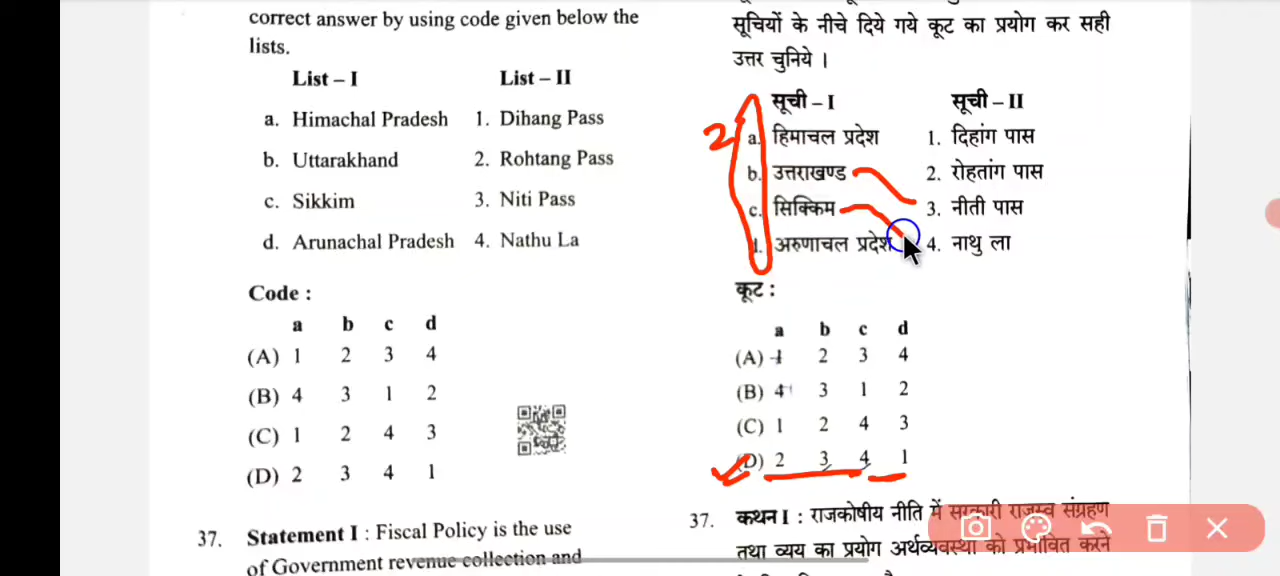 correct answer by using code given below the
lists.
List – I List – II
a. Himachal Pradesh 1. Dihang Pass
b. Uttarakhand 2. Rohtang Pass
c. Sikkim 3. Niti Pass
d. Arunachal Pradesh 4. Nathu La
Code :
a b c d
(A) 1 2 3 4
(B) 4 3 1 2
(C) 1 2 4 3
(D) 2 3 4 1
37. Statement I : Fiscal Policy is the use
of Government revenue collection and
सूचियों के नीचे दिये गये कूट का प्रयोग कर सही
उत्तर चुनिये ।
सूची – I सूची – II
2
a. हिमाचल प्रदेश 1. दिहांग पास
b. उत्तराखण्ड 2. रोहतांग पास
c. सिक्किम 3. नीती पास
d. अरुणाचल प्रदेश 4. नाथु ला
कूट :
a b c d
(A) 1 2 3 4
(B) 4 3 1 2
(C) 1 2 4 3
(D) 2 3 4 1
37. कथन I : राजकोषीय नीति में सरकारी राजस्व संग्रहण
तथा व्यय का प्रयोग अर्थव्यवस्था को प्रभावित करने